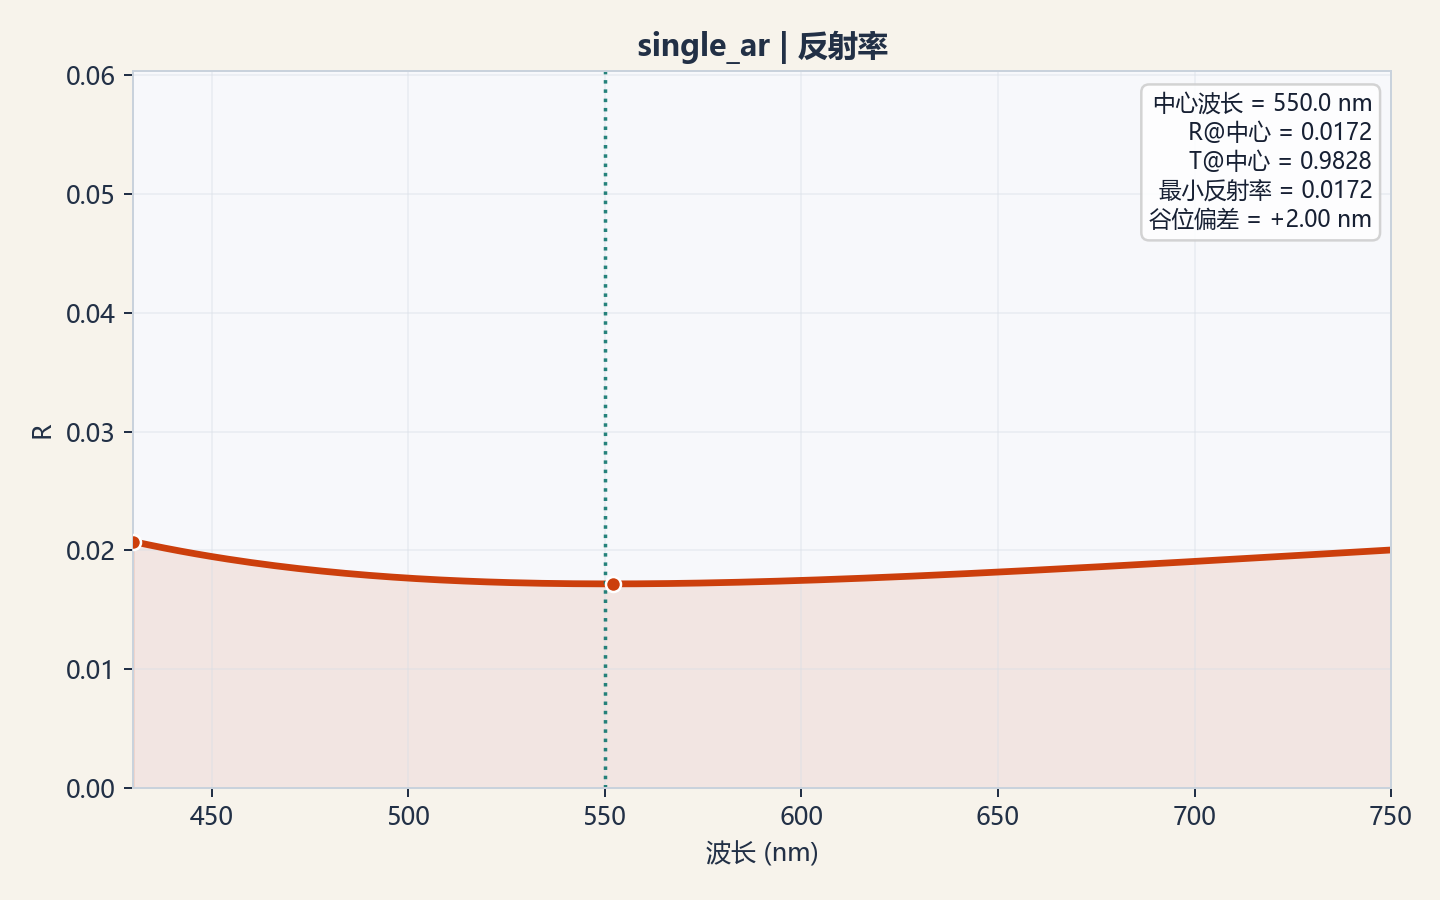 single_ar | 反射率
0.06
0.05
0.04
0.03
0.02
0.01
0.00
R
中心波长 = 550.0 nm
R@中心 = 0.0172
T@中心 = 0.9828
最小反射率 = 0.0172
谷位偏差 = +2.00 nm
450
500
550
600
650
700
750
波长 (nm)